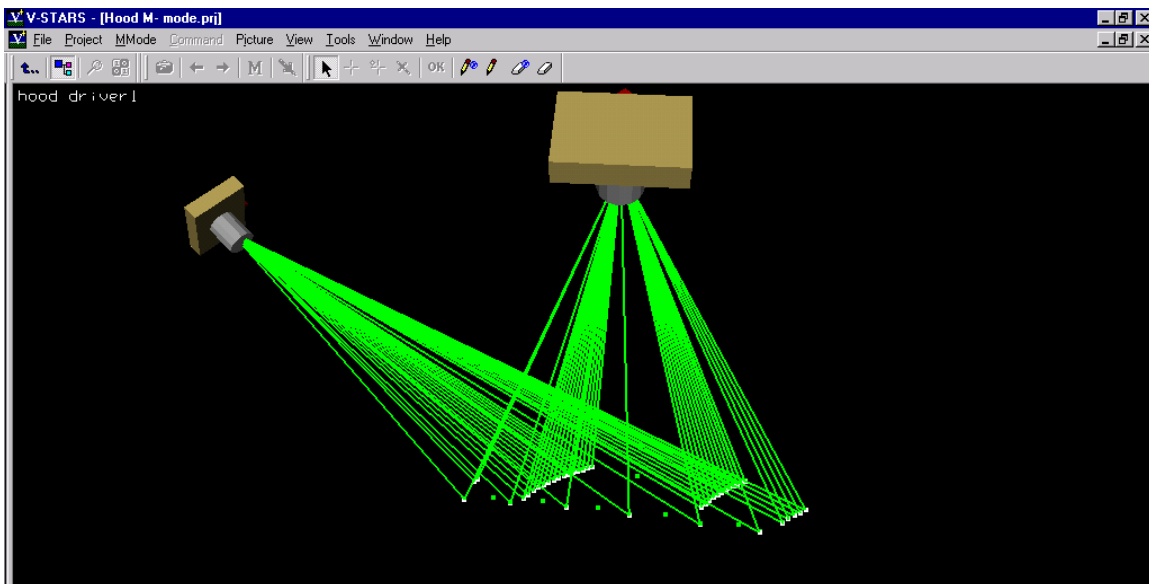 V-STARS - [Hood M- mode.prj]
File Project MMode Command Picture View Tools Window Help
M OK
hood driver1